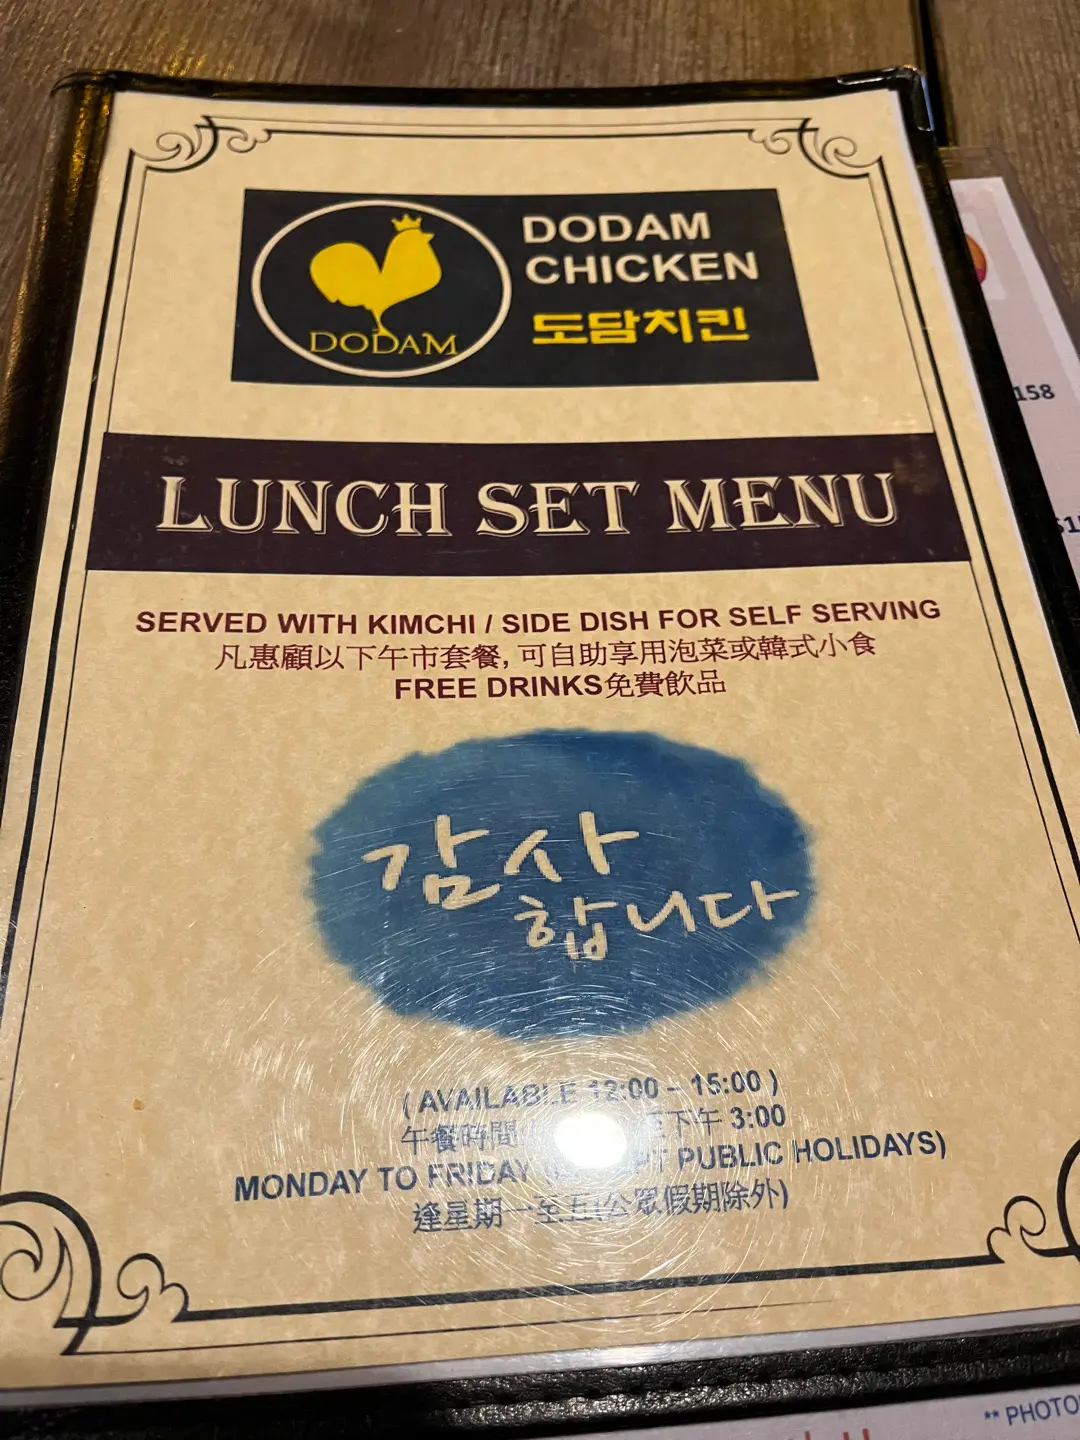 DODAM
DODAM
CHICKEN
도담치킨
LUNCH SET MENU
SERVED WITH KIMCHI / SIDE DISH FOR SELF SERVING
凡惠顧以下午市套餐, 可自助享用泡菜或韓式小食
FREE DRINKS免費飲品
감사
합니다
( AVAILABLE 12:00 – 15:00 )
午餐時間 下午 3:00
MONDAY TO FRIDAY PUBLIC HOLIDAYS)
逢星期一至五(公眾假期除外)
158
** PHOTO